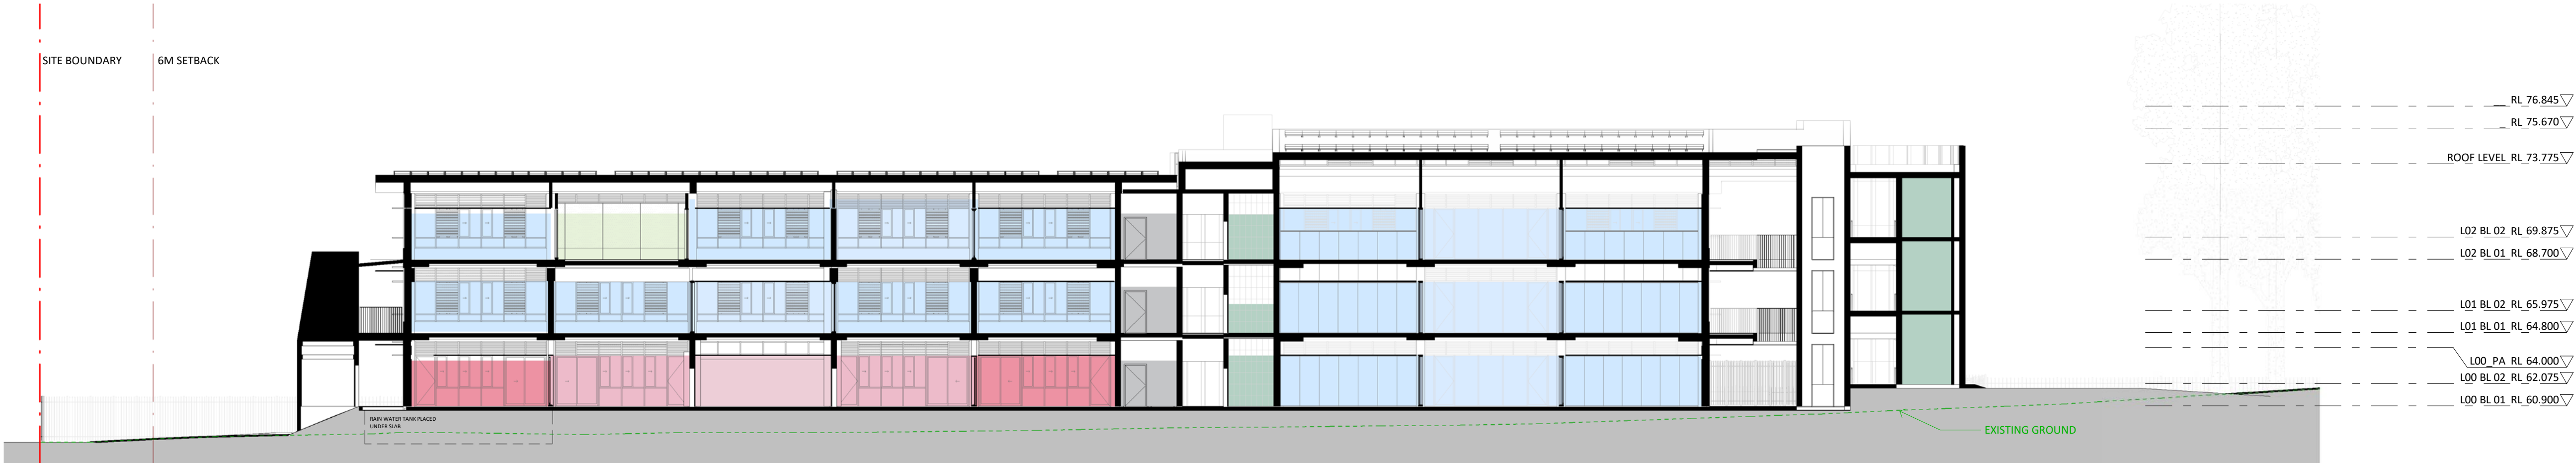 SITE BOUNDARY
6M SETBACK
RL 76.845
RL 75.670
ROOF LEVEL RL 73.775
L02 BL 02 RL 69.875
L02 BL 01 RL 68.700
L01 BL 02 RL 65.975
L01 BL 01 RL 64.800
L00_PA RL 64.000
L00 BL 02 RL 62.075
L00 BL 01 RL 60.900
RAIN WATER TANK PLACED
UNDER SLAB
EXISTING GROUND